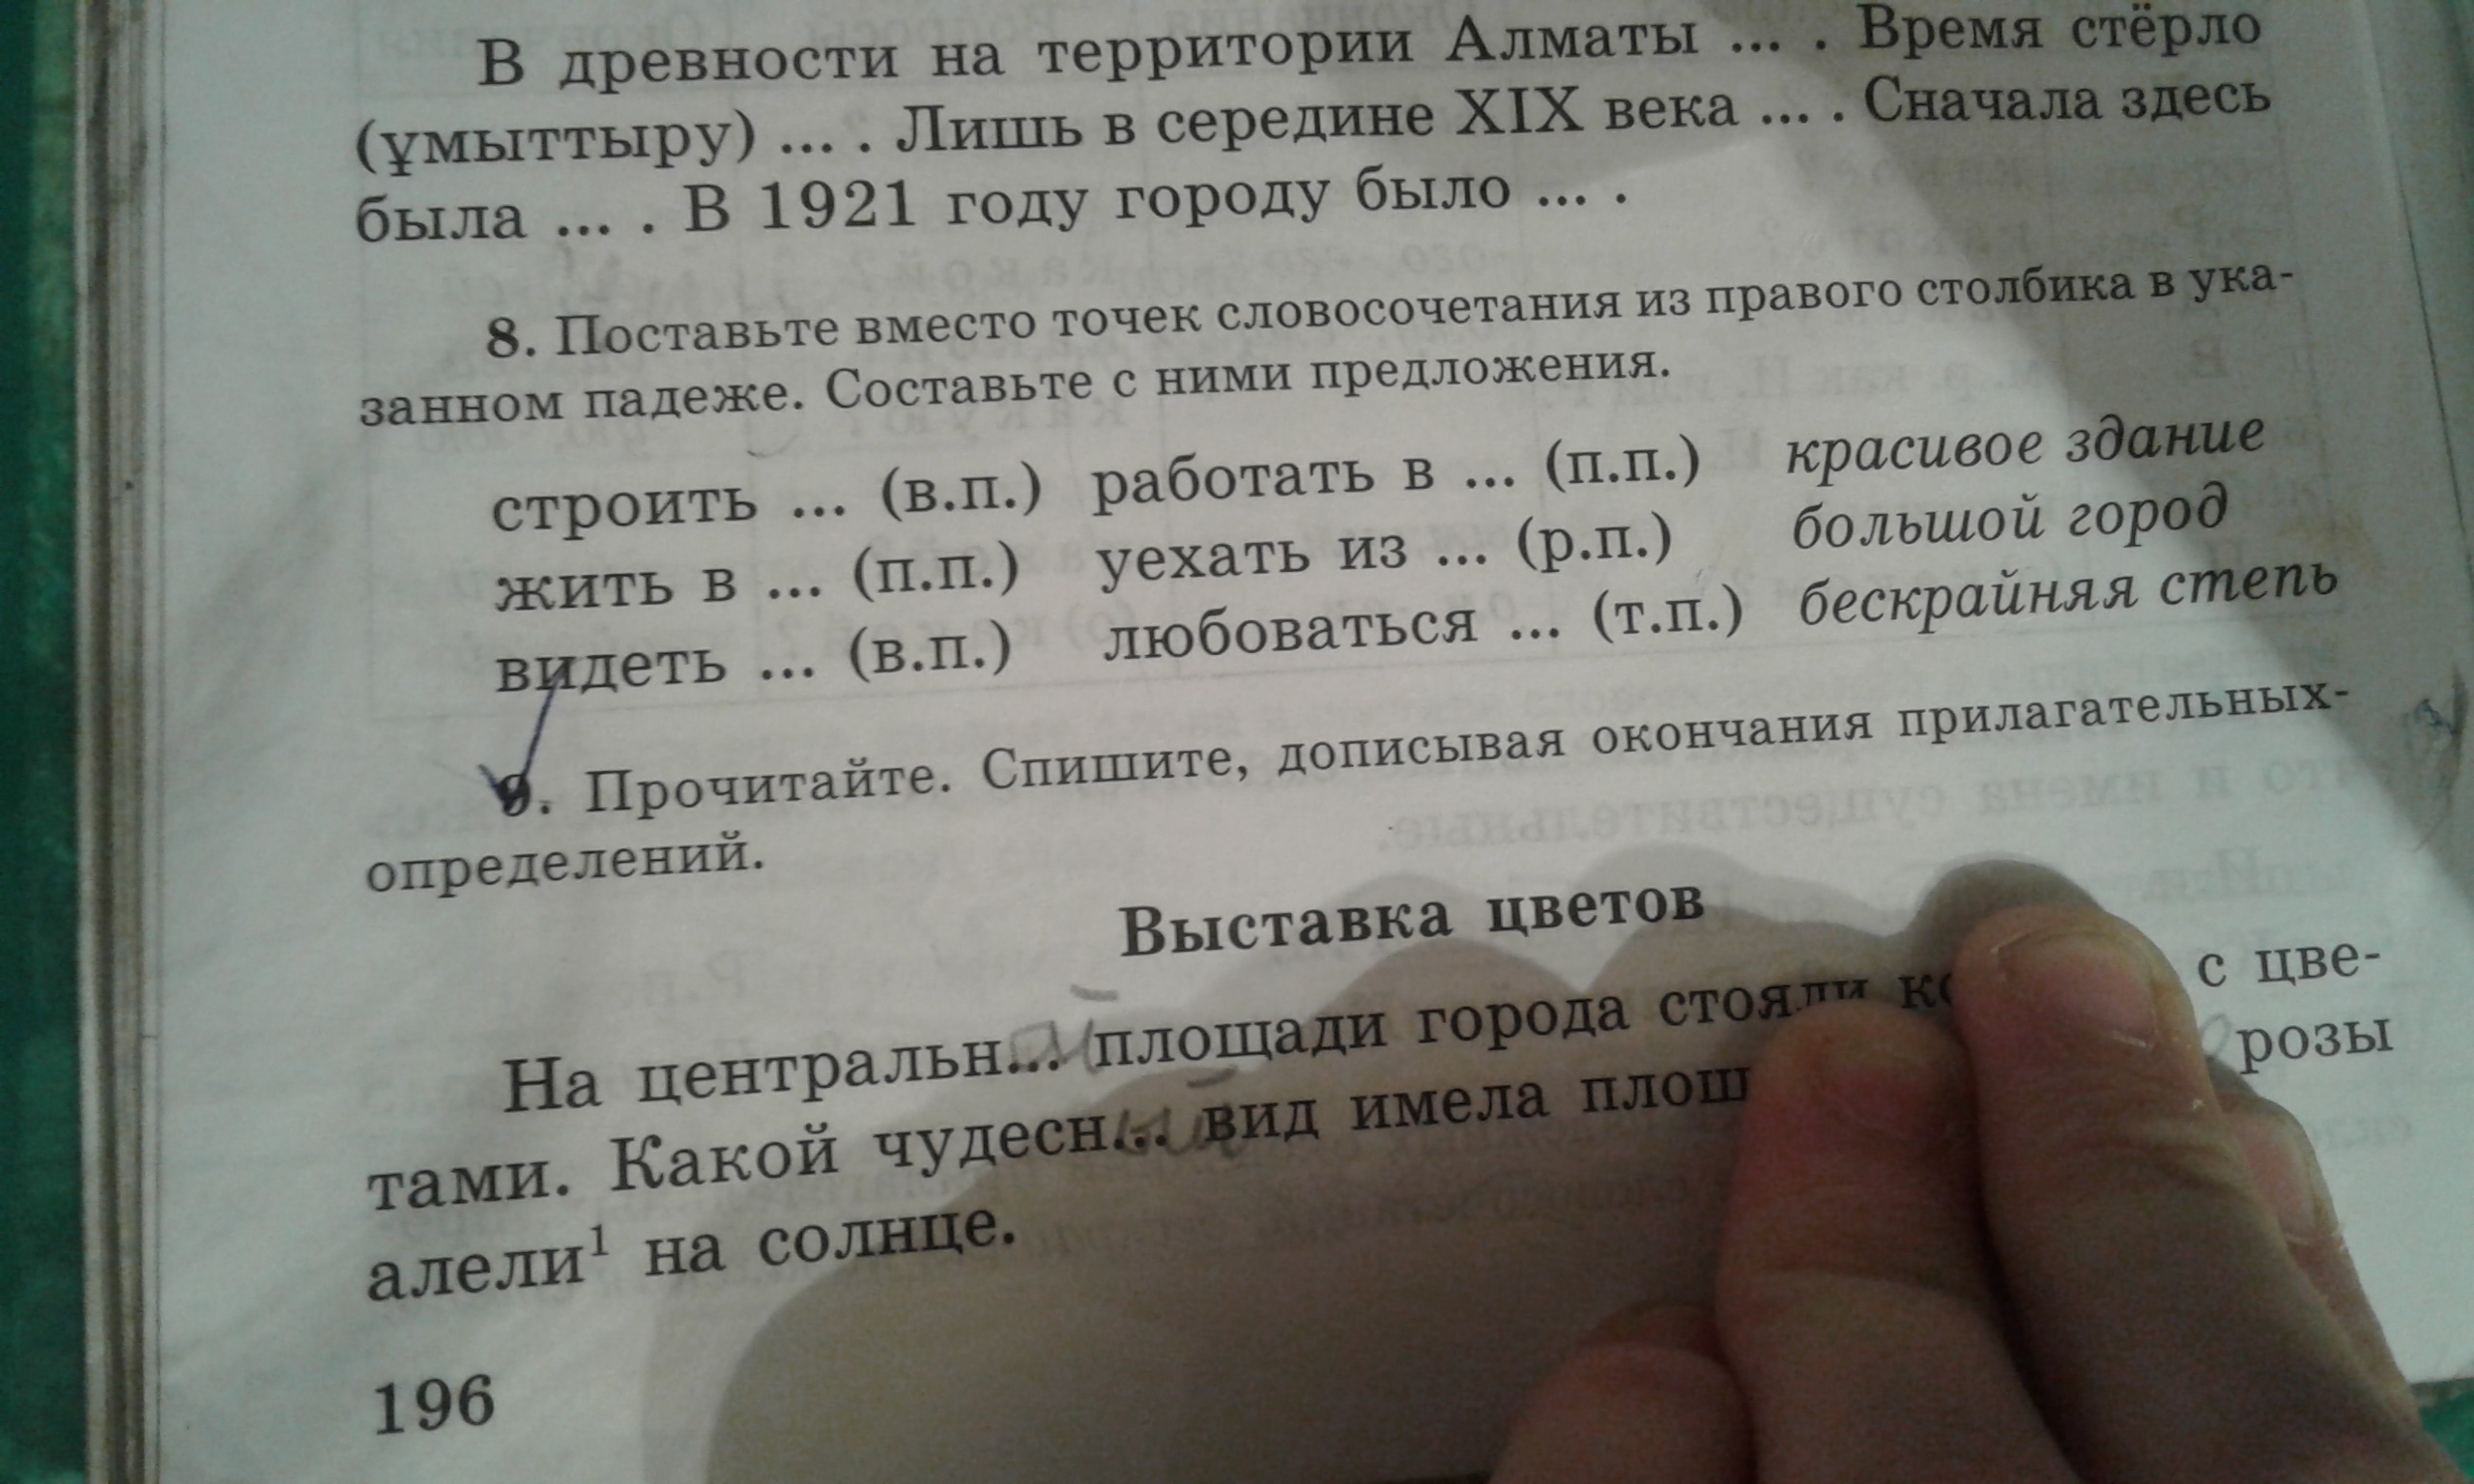 В древности на территории Алматы ... . Время стёрло
(ұмыттыру) ... . Лишь в середине XIX века ... . Сначала здесь
была ... . В 1921 году городу было ... .
8. Поставьте вместо точек словосочетания из правого столбика в ука-
занном падеже. Составьте с ними предложения.
строить ... (в.п.) работать в ... (п.п.) красивое здание
жить в ... (п.п.) уехать из ... (р.п.) большой город
видеть ... (в.п.) любоваться ... (т.п.) бескрайняя степь
9. Прочитайте. Спишите, дописывая окончания прилагательных-
определений.
Выставка цветов
На центральн... площади города стояли с цве-
тами. Какой чудесн... вид имела розы
алели¹ на солнце.
196